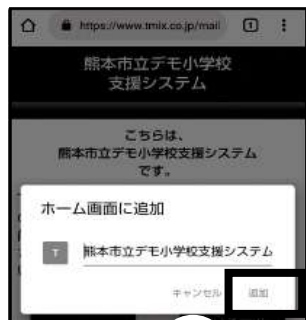 https://www.tmix.co.jp/mail
1
熊本市立デモ小学校
支援システム
こちらは、
熊本市立デモ小学校支援システム
です。
ホーム画面に追加
T
熊本市立デモ小学校支援システム
キャンセル
追加